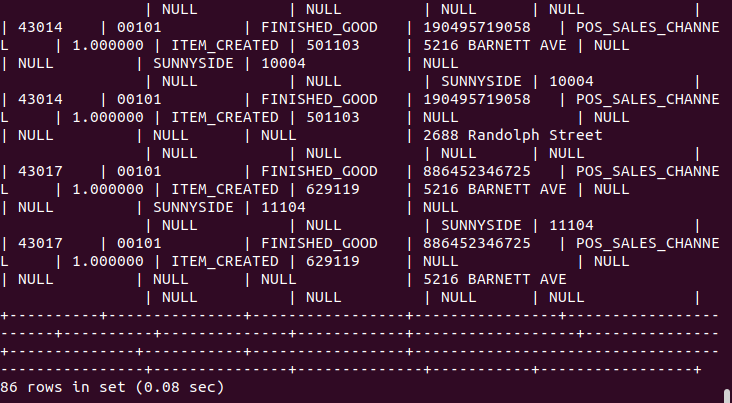 | NULL | NULL | NULL | NULL |
| 43014 | 00101 | FINISHED_GOOD | 190495719058 | POS_SALES_CHANNE
L | 1.000000 | ITEM_CREATED | 501103 | 5216 BARNETT AVE | NULL
| NULL | SUNNYSIDE | 10004 | NULL
| NULL | NULL | SUNNYSIDE | 10004 |
| 43014 | 00101 | FINISHED_GOOD | 190495719058 | POS_SALES_CHANNE
L | 1.000000 | ITEM_CREATED | 501103 | NULL | NULL
| NULL | NULL | NULL | 2688 Randolph Street
| NULL | NULL | NULL | NULL |
| 43017 | 00101 | FINISHED_GOOD | 886452346725 | POS_SALES_CHANNE
L | 1.000000 | ITEM_CREATED | 629119 | 5216 BARNETT AVE | NULL
| NULL | SUNNYSIDE | 11104 | NULL
| NULL | NULL | SUNNYSIDE | 11104 |
| 43017 | 00101 | FINISHED_GOOD | 886452346725 | POS_SALES_CHANNE
L | 1.000000 | ITEM_CREATED | 629119 | NULL | NULL
| NULL | NULL | NULL | 5216 BARNETT AVE
| NULL | NULL | NULL | NULL |
+----------+---------------+----------------+---------------+-----------------
------+----------+--------------+--------+------------------+---------------
+--------------+-----------+----------------+--------------------------------
----------------+---------------+--------------+-----------+----------------+
86 rows in set (0.08 sec)